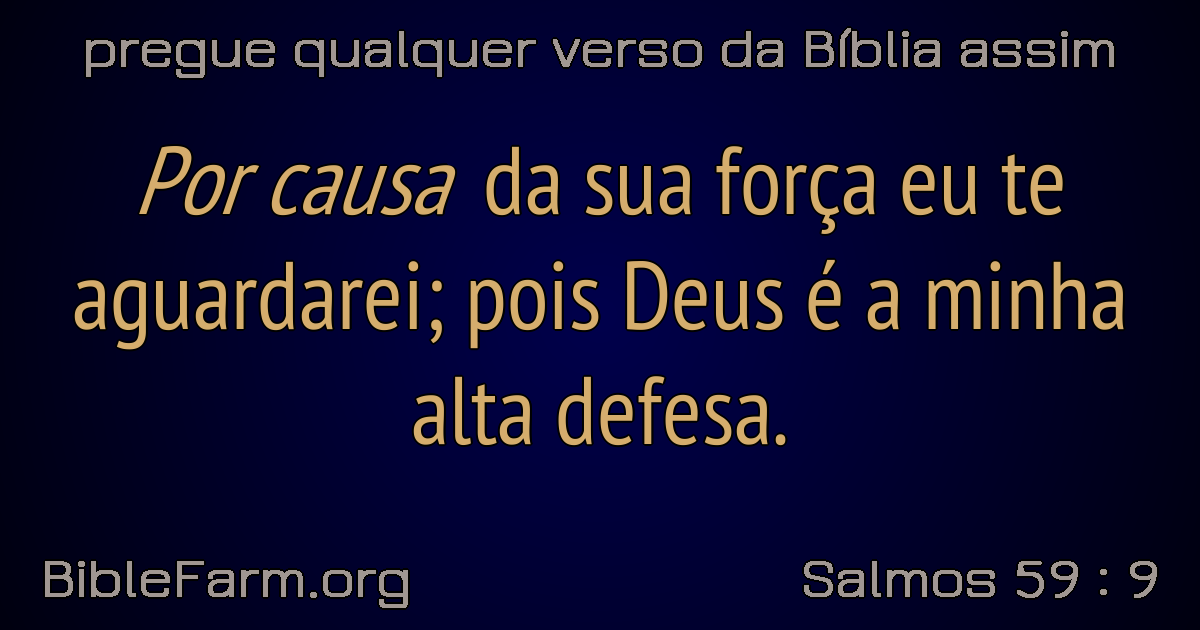 pregue qualquer verso da Bíblia assim
Por causa da sua força eu te
aguardarei; pois Deus é a minha
alta defesa.
BibleFarm.org
Salmos 59 : 9